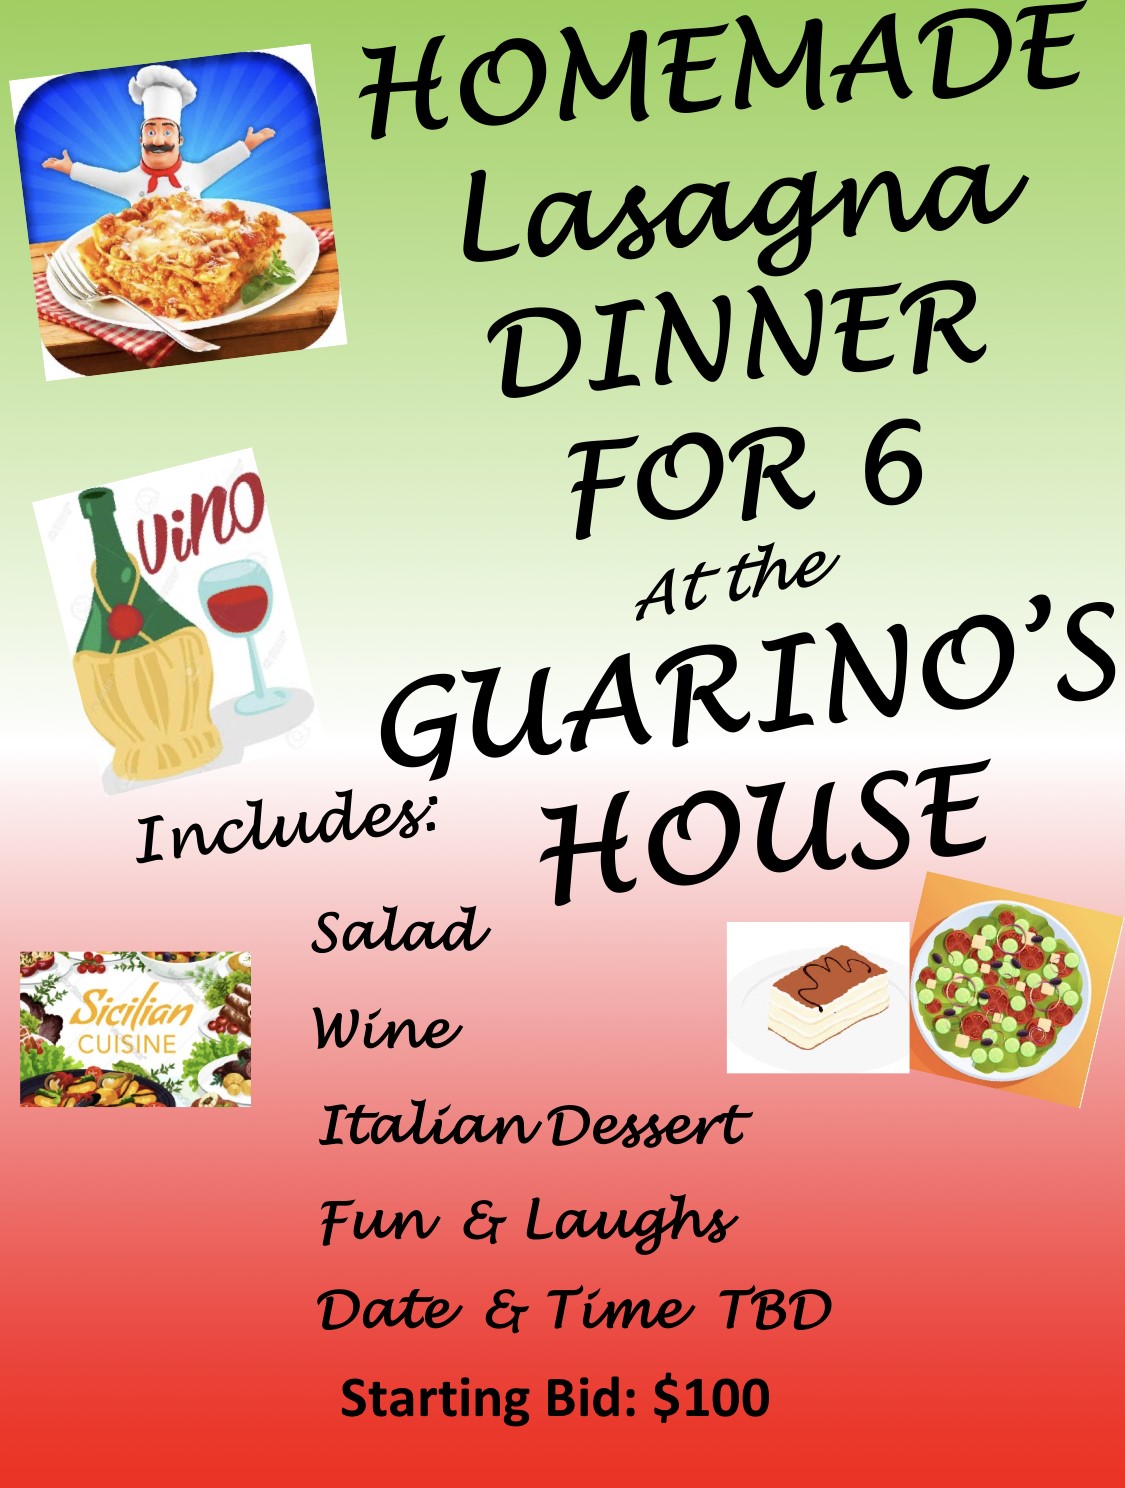 HOMEMADE
Lasagna
DINNER
FOR 6
At the
GUARINO'S
HOUSE
vino
Includes:
Salad
Wine
Italian Dessert
Fun & Laughs
Date & Time TBD
Sicilian
CUISINE
Starting Bid: $100